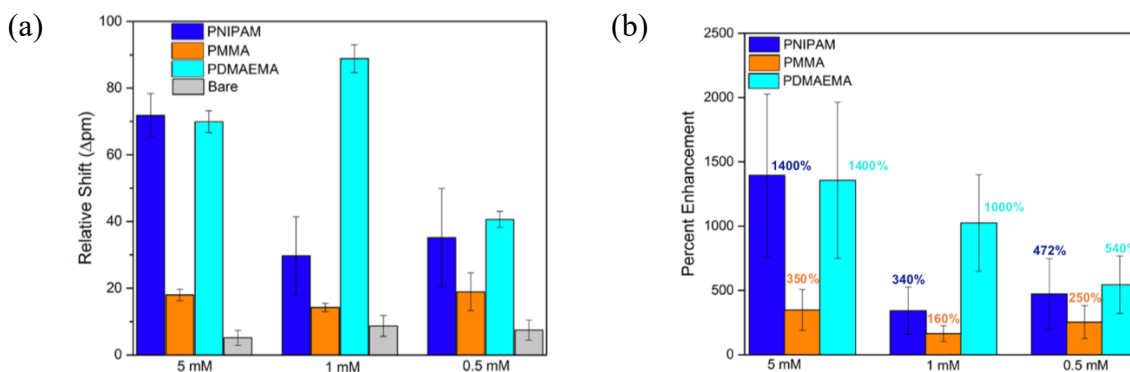 (a)
PNIPAM
PMMA
PDMAEMA
Bare
100
80
60
40
20
0
Relative Shift (Δpm)
5 mM
1 mM
0.5 mM
(b)
PNIPAM
PMMA
PDMAEMA
2500
2000
1500
1000
500
0
Percent Enhancement
1400%
350%
1400%
340%
160%
1000%
472%
250%
540%
5 mM
1 mM
0.5 mM